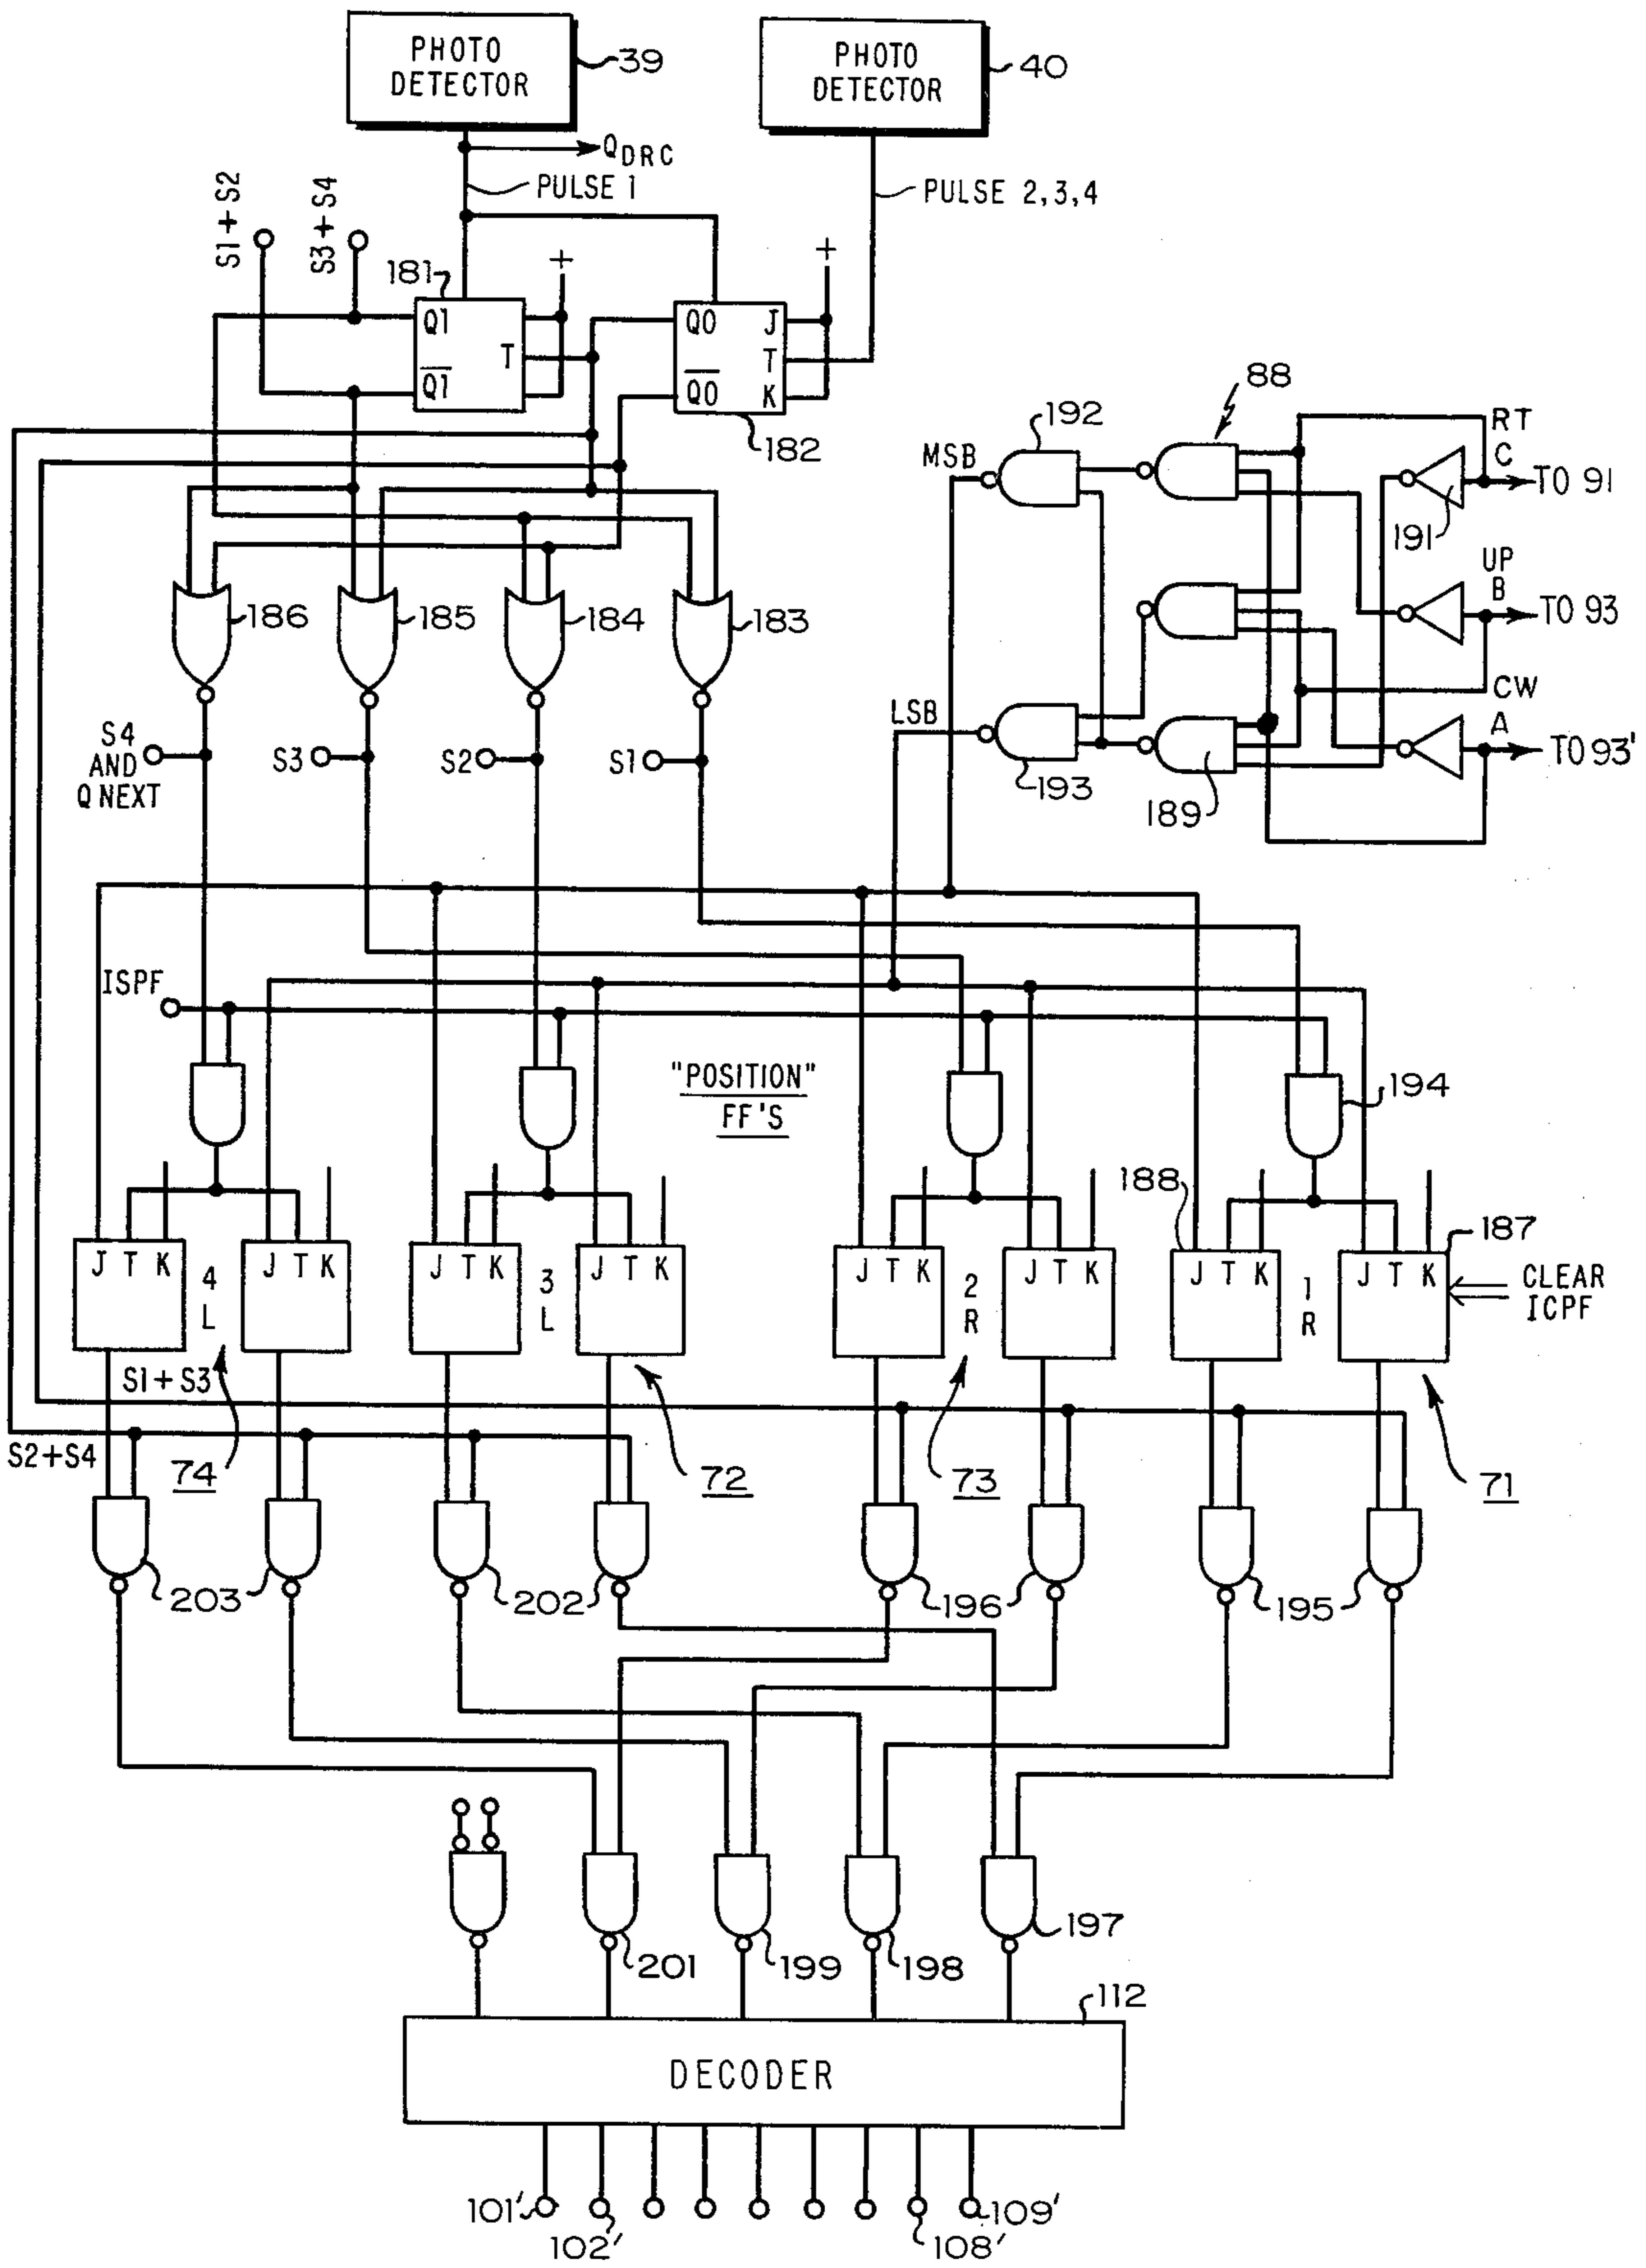 PHOTO
DETECTOR
39
PHOTO
DETECTOR
40
QDRC
PULSE 1
PULSE 2,3,4
S1+S2
S3+S4
181
+
+
Q1
T
Q1
Q0
J
T
Q0
K
182
192
88
RT
MSB
C
TO 91
191
UP
B
TO 93
186
185
184
183
CW
LSB
A
TO 93'
S4
AND
Q NEXT
S3
S2
S1
193
189
ISPF
"POSITION"
FF'S
194
188
187
J T K
4
L
J T K
J T K
3
L
J T K
J T K
2
R
J T K
J T K
1
R
J T K
CLEAR
ICPF
S1+S3
S2+S4
74
72
73
71
203
202
196
195
197
201
199
198
112
DECODER
101'
102'
108'
109'